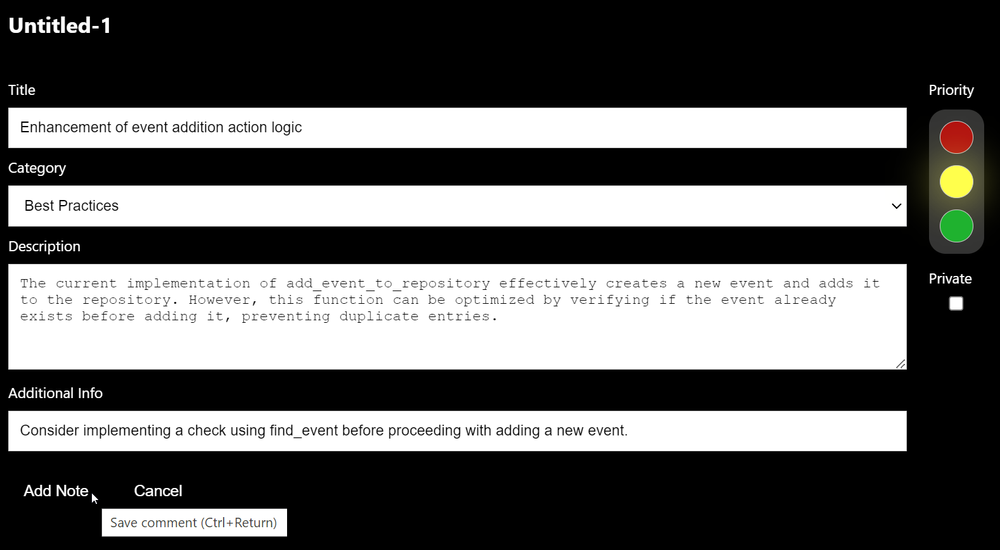 Untitled-1
Title
Priority
Enhancement of event addition action logic
Category
Best Practices
Description
The current implementation of add_event_to_repository effectively creates a new event and adds it
to the repository. However, this function can be optimized by verifying if the event already
exists before adding it, preventing duplicate entries.
Private
Additional Info
Consider implementing a check using find_event before proceeding with adding a new event.
Add Note
Cancel
Save comment (Ctrl+Return)